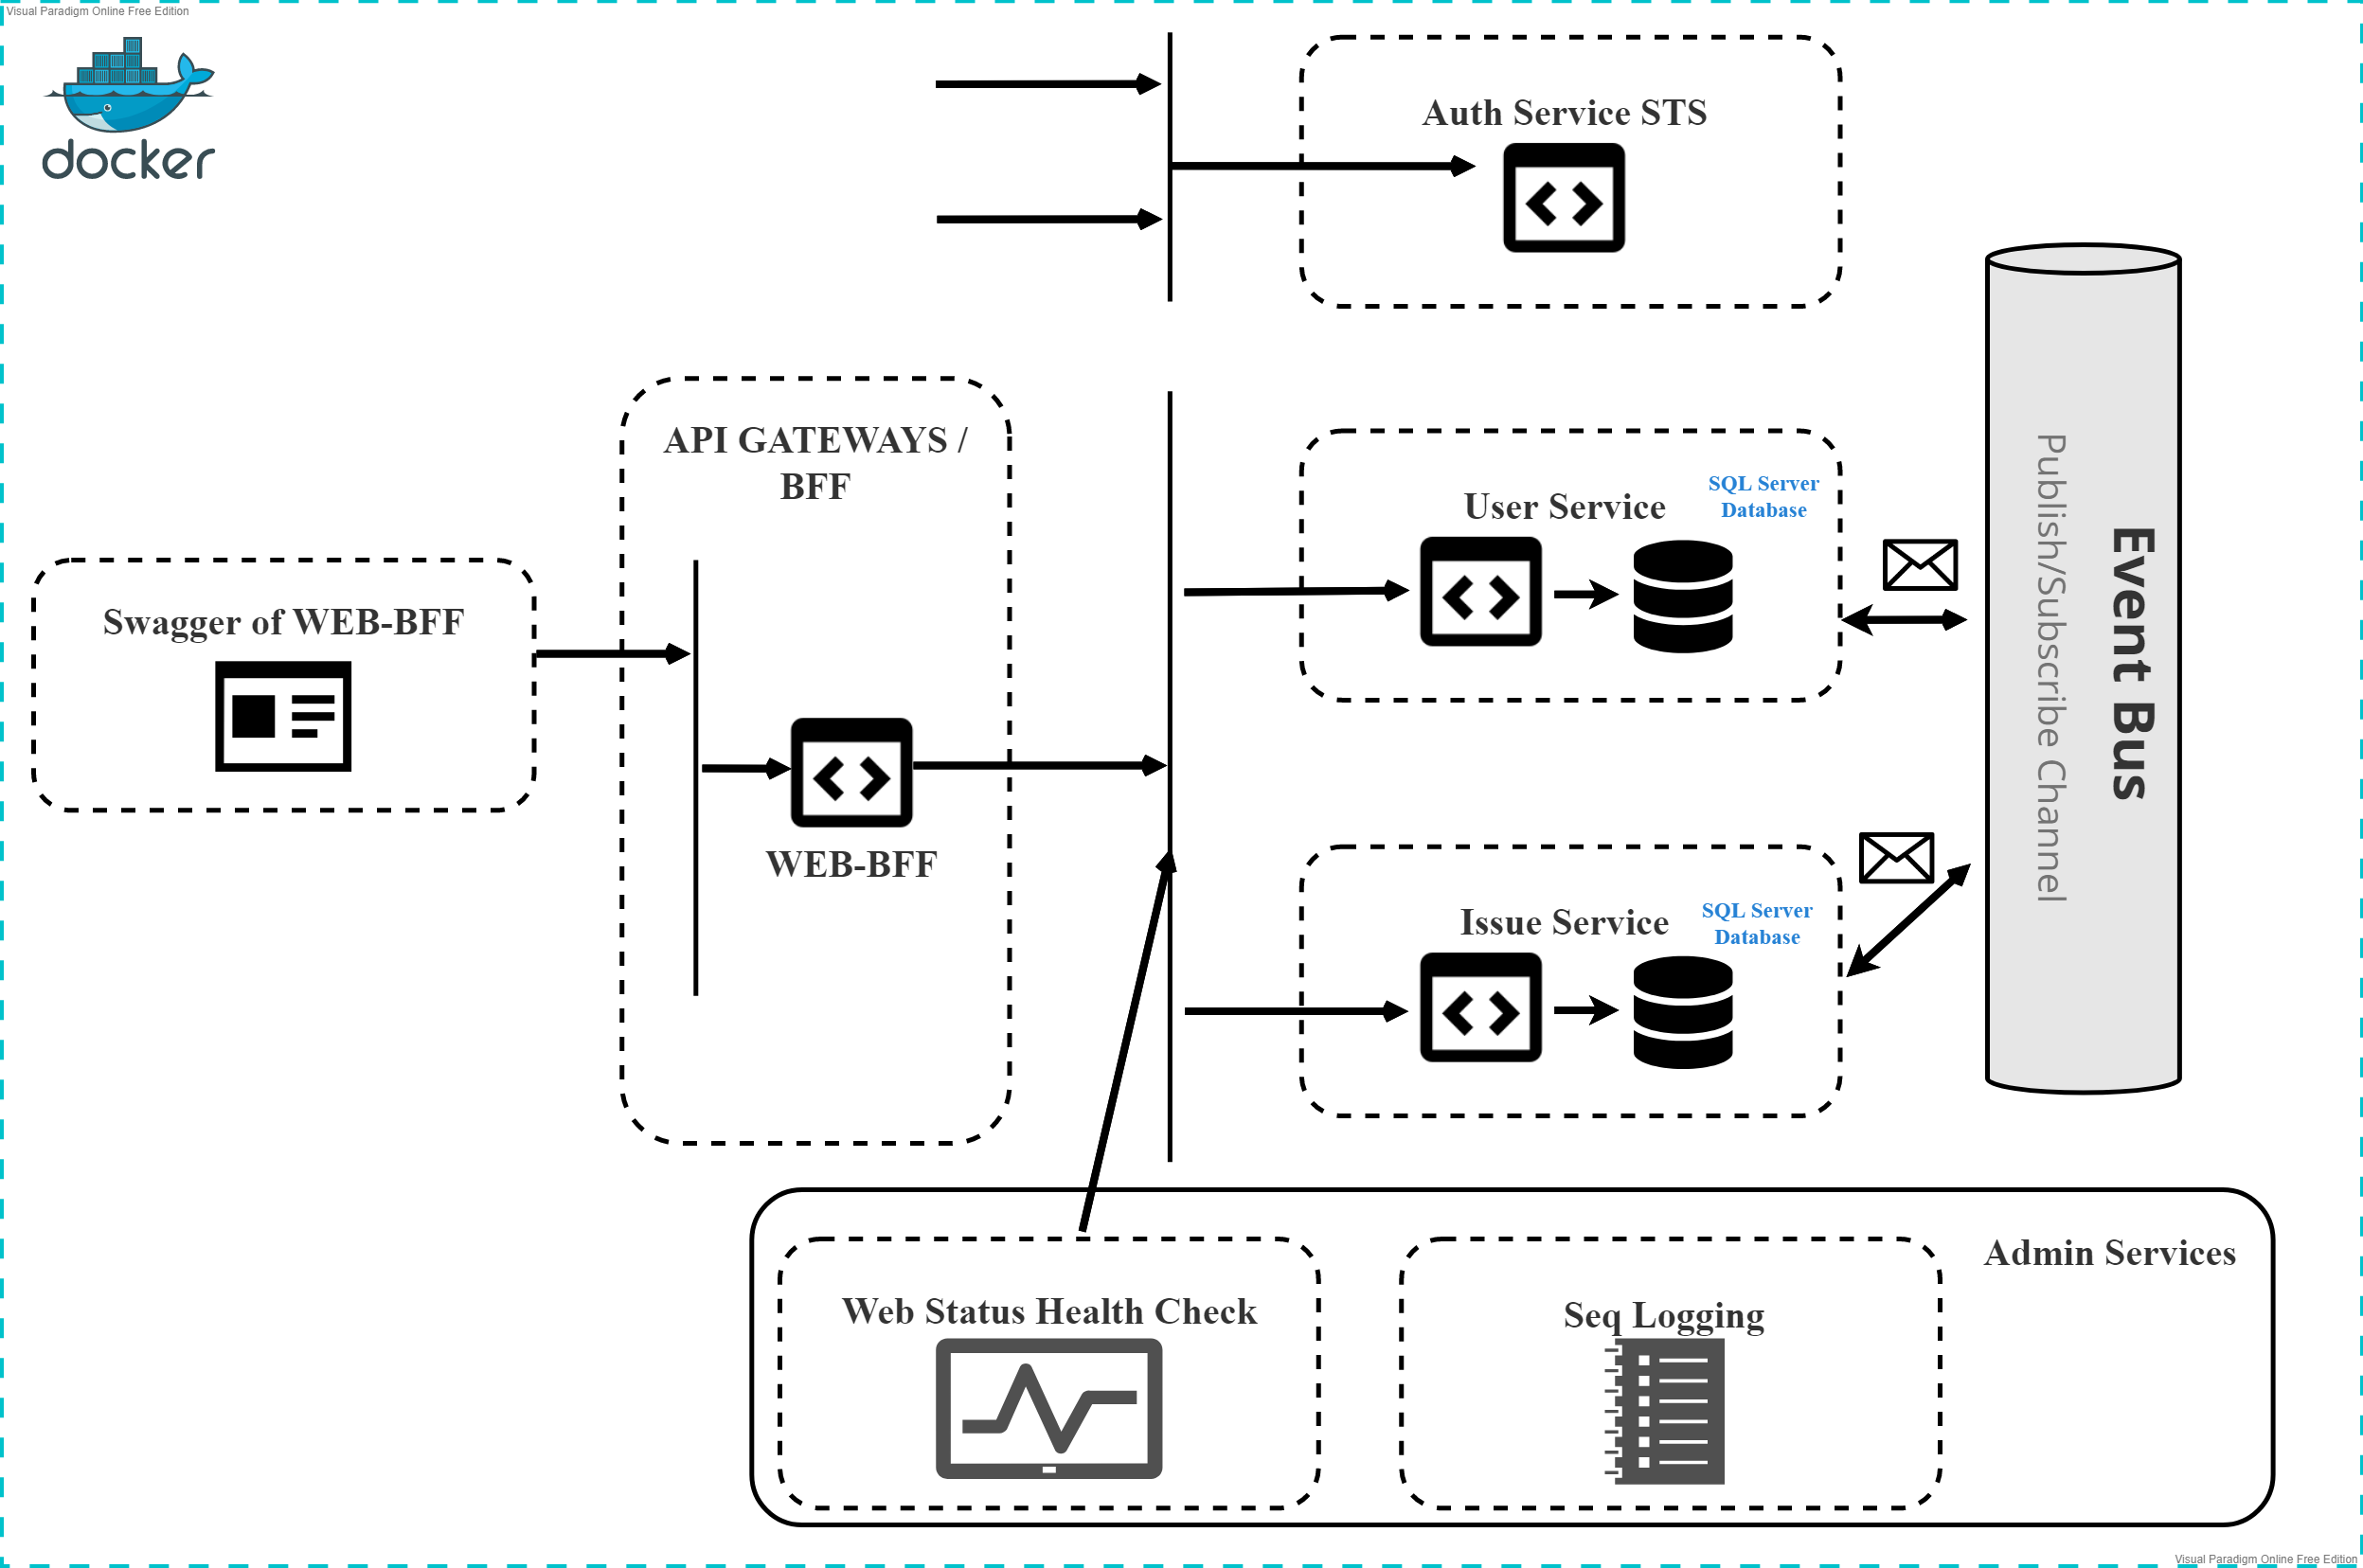 Visual Paradigm Online Free Edition
docker
Auth Service STS
API GATEWAYS /
BFF
User Service
SQL Server
Database
Swagger of WEB-BFF
WEB-BFF
Event Bus
Publish/Subscribe Channel
Issue Service
SQL Server
Database
Admin Services
Web Status Health Check
Seq Logging
Visual Paradigm Online Free Edition